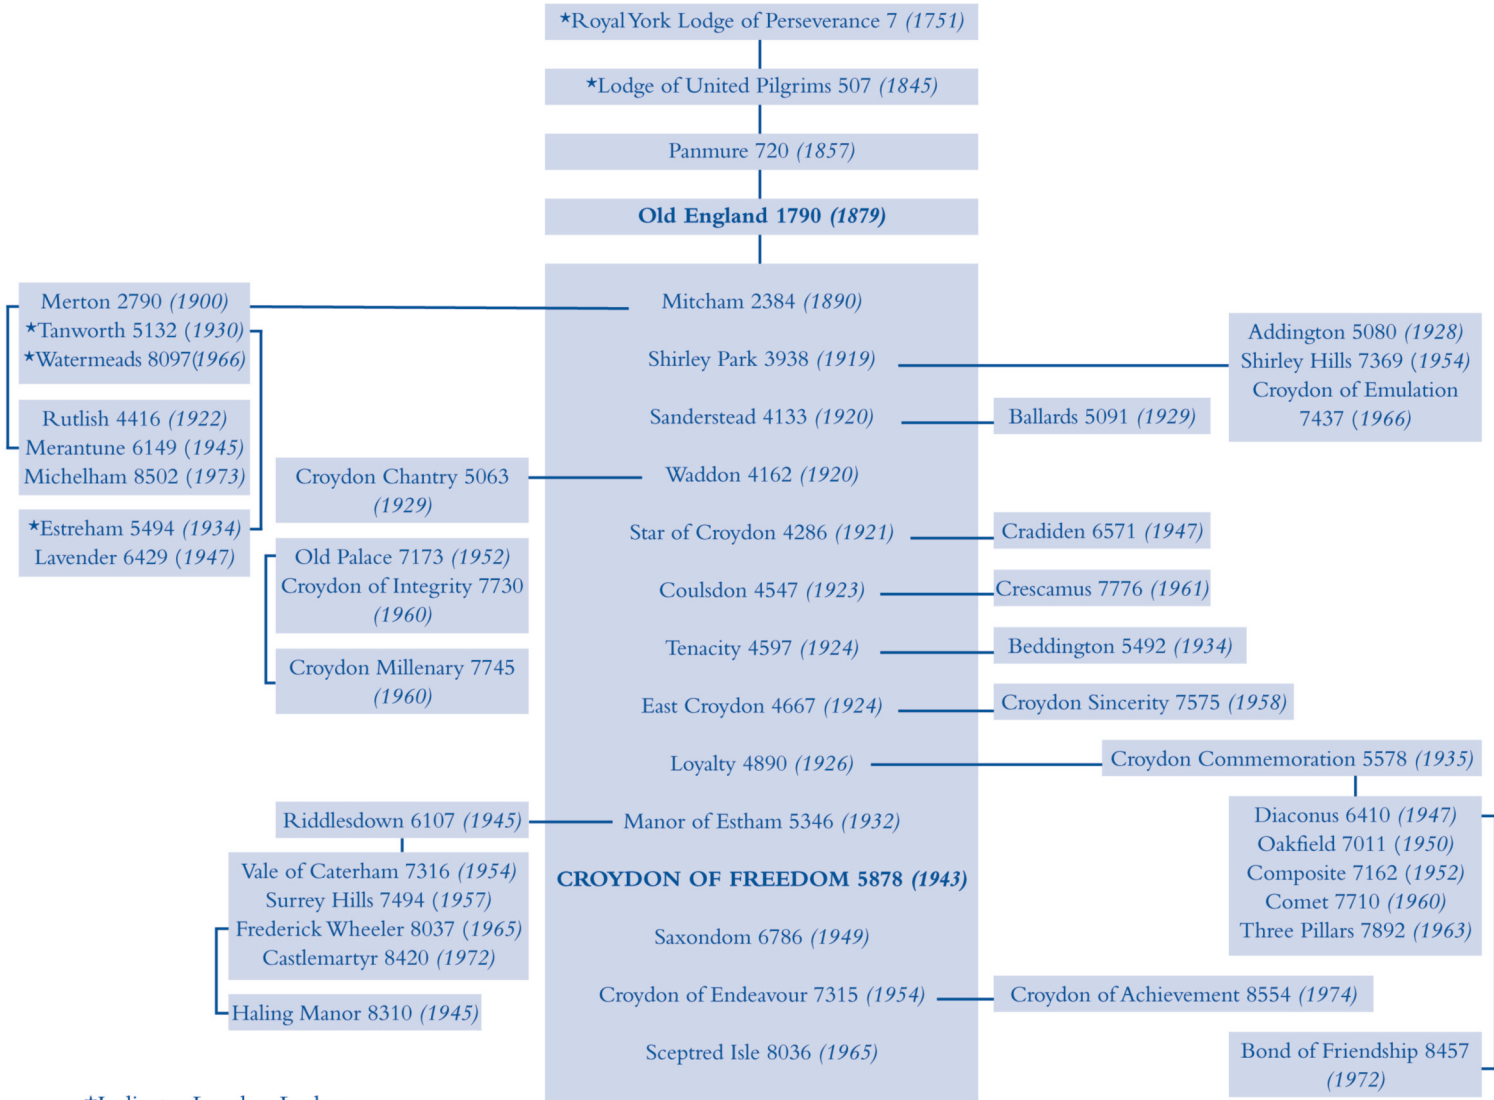 ★Royal York Lodge of Perseverance 7 (1751)
★Lodge of United Pilgrims 507 (1845)
Panmure 720 (1857)
Old England 1790 (1879)
Merton 2790 (1900)
★Tanworth 5132 (1930)
★Watermeads 8097(1966)
Rutlish 4416 (1922)
Merantune 6149 (1945)
Michelham 8502 (1973)
★Estreham 5494 (1934)
Lavender 6429 (1947)
Croydon Chantry 5063
(1929)
Old Palace 7173 (1952)
Croydon of Integrity 7730
(1960)
Croydon Millenary 7745
(1960)
Riddlesdown 6107 (1945)
Vale of Caterham 7316 (1954)
Surrey Hills 7494 (1957)
Frederick Wheeler 8037 (1965)
Castlemartyr 8420 (1972)
Haling Manor 8310 (1945)
Mitcham 2384 (1890)
Shirley Park 3938 (1919)
Sanderstead 4133 (1920)
Waddon 4162 (1920)
Star of Croydon 4286 (1921)
Coulsdon 4547 (1923)
Tenacity 4597 (1924)
East Croydon 4667 (1924)
Loyalty 4890 (1926)
Manor of Estham 5346 (1932)
CROYDON OF FREEDOM 5878 (1943)
Saxondom 6786 (1949)
Croydon of Endeavour 7315 (1954)
Sceptred Isle 8036 (1965)
Addington 5080 (1928)
Shirley Hills 7369 (1954)
Croydon of Emulation
7437 (1966)
Ballards 5091 (1929)
Cradiden 6571 (1947)
Crescamus 7776 (1961)
Beddington 5492 (1934)
Croydon Sincerity 7575 (1958)
Croydon Commemoration 5578 (1935)
Diaconus 6410 (1947)
Oakfield 7011 (1950)
Composite 7162 (1952)
Comet 7710 (1960)
Three Pillars 7892 (1963)
Croydon of Achievement 8554 (1974)
Bond of Friendship 8457
(1972)